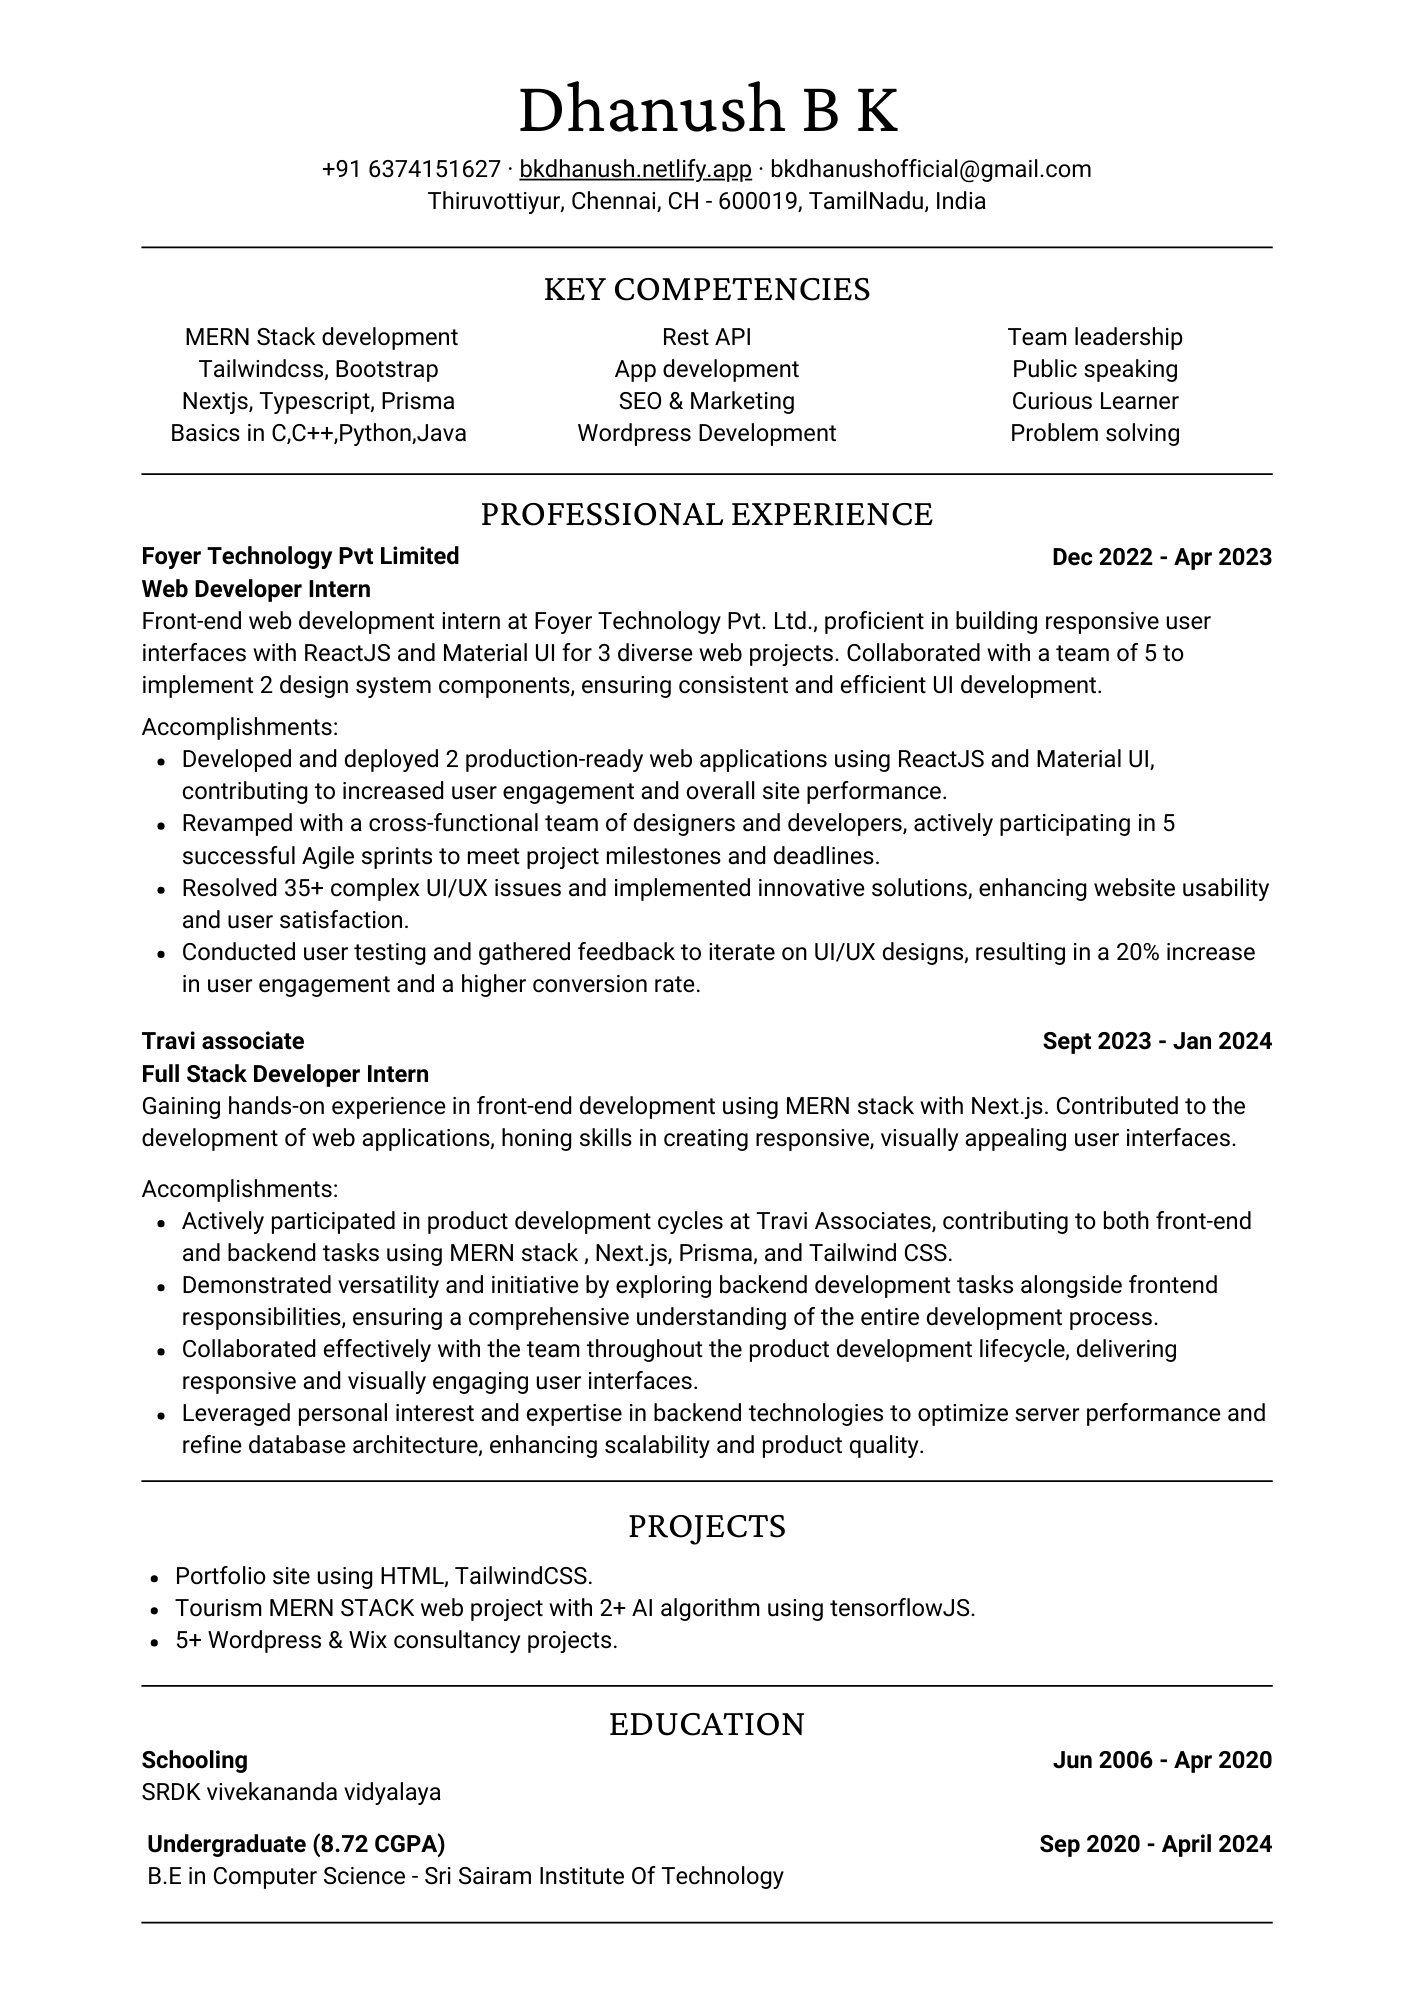 Dhanush B K
+91 6374151627 · bkdhanush.netlify.app · bkdhanushofficial@gmail.com
Thiruvottiyur, Chennai, CH - 600019, TamilNadu, India
KEY COMPETENCIES
MERN Stack development
Tailwindcss, Bootstrap
Nextjs, Typescript, Prisma
Basics in C,C++,Python,Java
Rest API
App development
SEO & Marketing
Wordpress Development
Team leadership
Public speaking
Curious Learner
Problem solving
PROFESSIONAL EXPERIENCE
Foyer Technology Pvt Limited Dec 2022 - Apr 2023
Web Developer Intern
Front-end web development intern at Foyer Technology Pvt. Ltd., proficient in building responsive user
interfaces with ReactJS and Material UI for 3 diverse web projects. Collaborated with a team of 5 to
implement 2 design system components, ensuring consistent and efficient UI development.
Accomplishments:
• Developed and deployed 2 production-ready web applications using ReactJS and Material UI,
contributing to increased user engagement and overall site performance.
• Revamped with a cross-functional team of designers and developers, actively participating in 5
successful Agile sprints to meet project milestones and deadlines.
• Resolved 35+ complex UI/UX issues and implemented innovative solutions, enhancing website usability
and user satisfaction.
• Conducted user testing and gathered feedback to iterate on UI/UX designs, resulting in a 20% increase
in user engagement and a higher conversion rate.
Travi associate Sept 2023 - Jan 2024
Full Stack Developer Intern
Gaining hands-on experience in front-end development using MERN stack with Next.js. Contributed to the
development of web applications, honing skills in creating responsive, visually appealing user interfaces.
Accomplishments:
• Actively participated in product development cycles at Travi Associates, contributing to both front-end
and backend tasks using MERN stack , Next.js, Prisma, and Tailwind CSS.
• Demonstrated versatility and initiative by exploring backend development tasks alongside frontend
responsibilities, ensuring a comprehensive understanding of the entire development process.
• Collaborated effectively with the team throughout the product development lifecycle, delivering
responsive and visually engaging user interfaces.
• Leveraged personal interest and expertise in backend technologies to optimize server performance and
refine database architecture, enhancing scalability and product quality.
PROJECTS
• Portfolio site using HTML, TailwindCSS.
• Tourism MERN STACK web project with 2+ AI algorithm using tensorflowJS.
• 5+ Wordpress & Wix consultancy projects.
EDUCATION
Schooling Jun 2006 - Apr 2020
SRDK vivekananda vidyalaya
Undergraduate (8.72 CGPA) Sep 2020 - April 2024
B.E in Computer Science - Sri Sairam Institute Of Technology